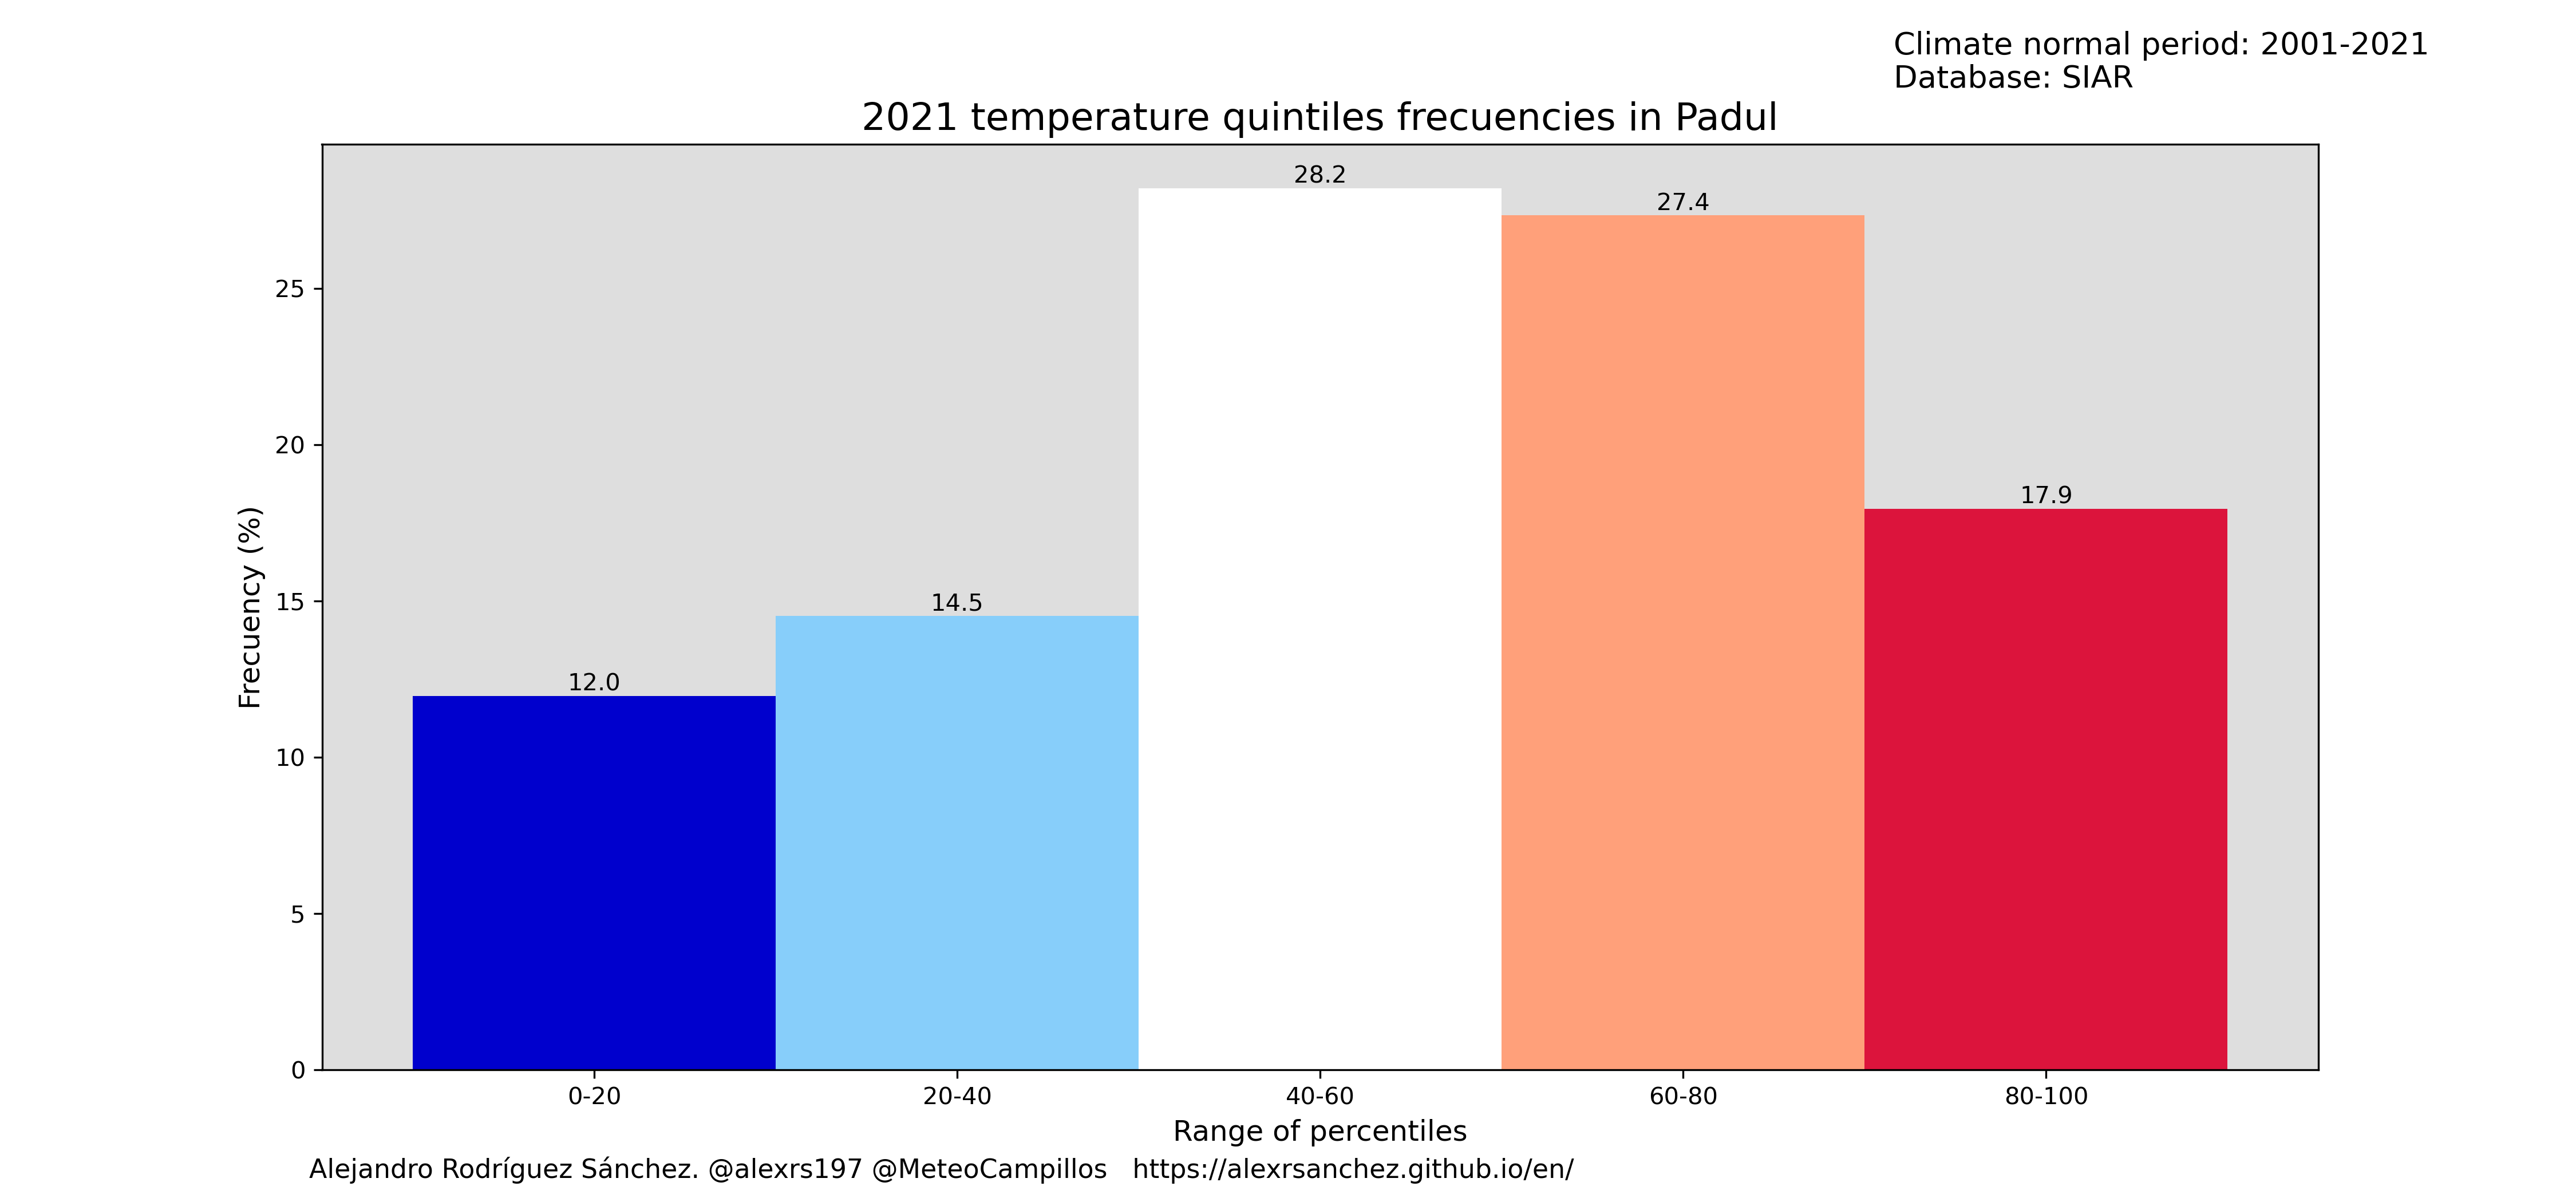 Climate normal period: 2001-2021
Database: SIAR
2021 temperature quintiles frecuencies in Padul
28.2
27.4
25
20
17.9
15
14.5
12.0
10
5
0
Frecuency (%)
0-20 20-40 40-60 60-80 80-100
Range of percentiles
Alejandro Rodríguez Sánchez. @alexrs197 @MeteoCampillos https://alexrsanchez.github.io/en/